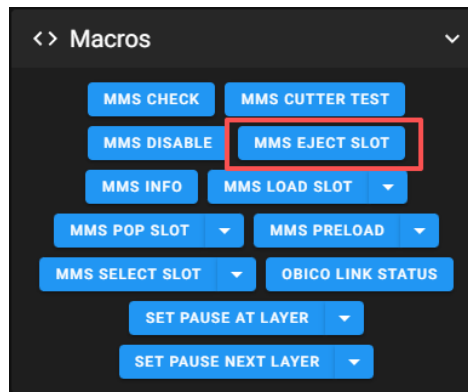 <> Macros
MMS CHECK MMS CUTTER TEST
MMS DISABLE MMS EJECT SLOT
MMS INFO MMS LOAD SLOT
MMS POP SLOT MMS PRELOAD
MMS SELECT SLOT OBICO LINK STATUS
SET PAUSE AT LAYER
SET PAUSE NEXT LAYER